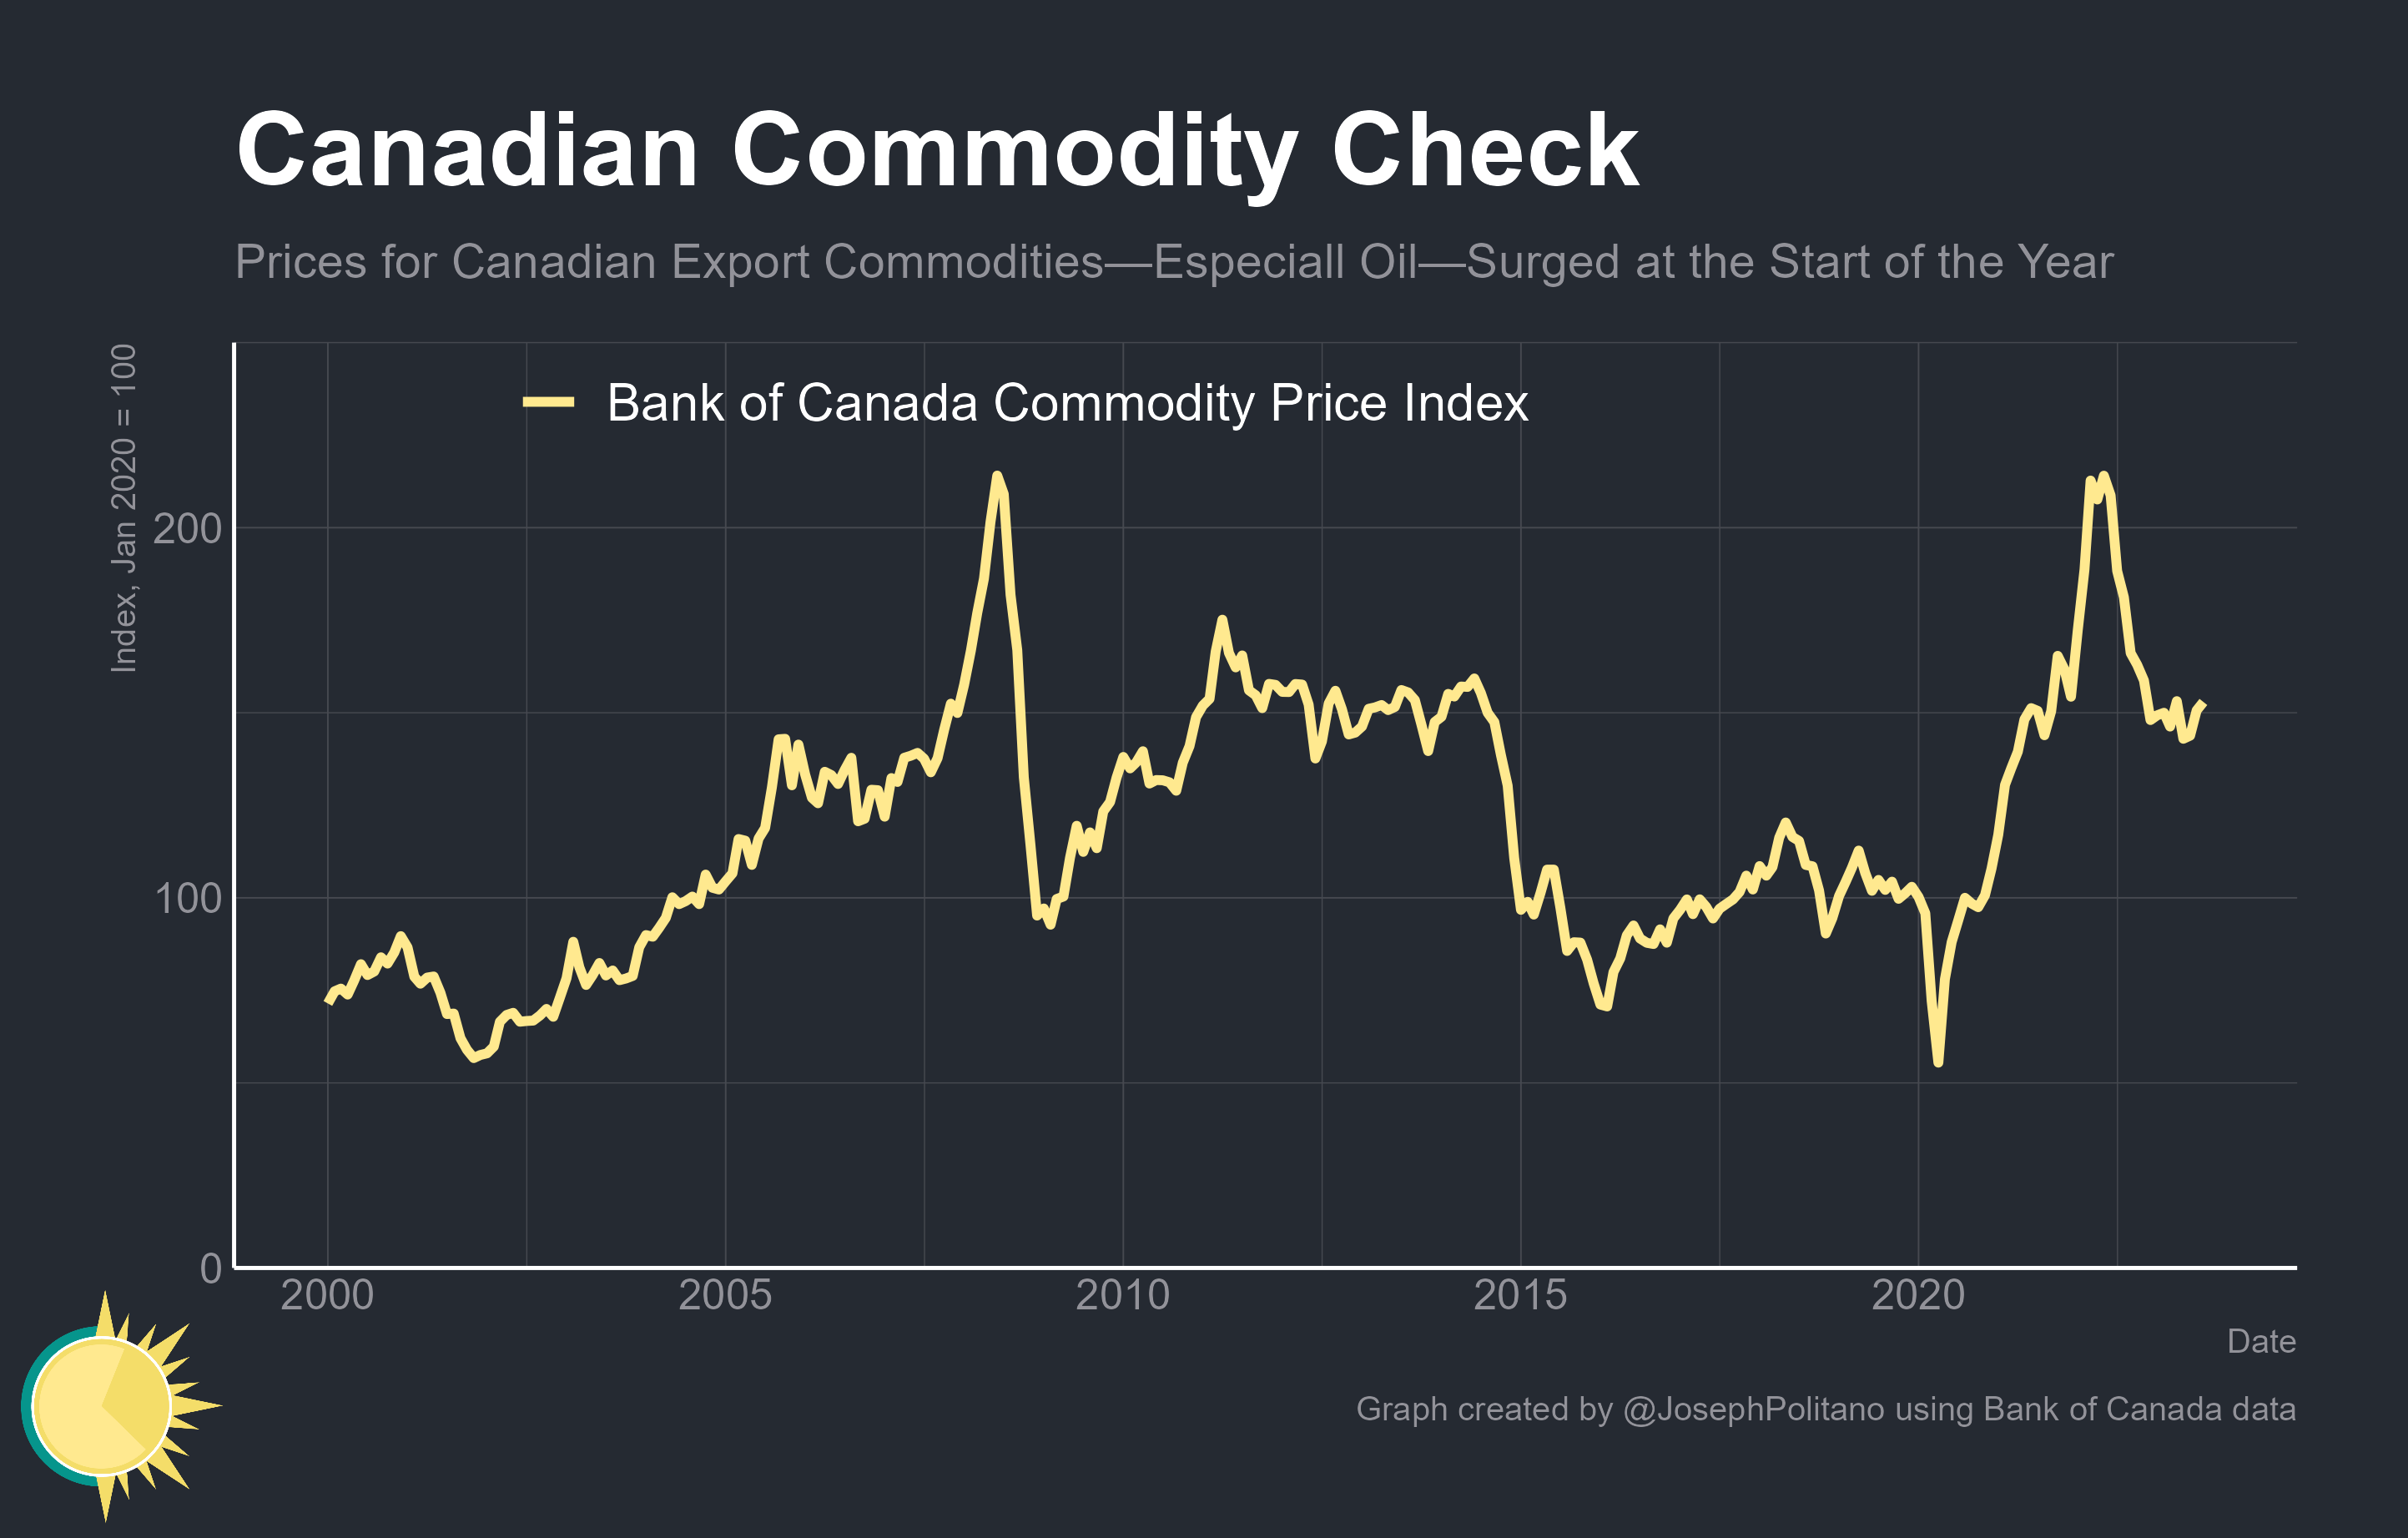 Canadian Commodity Check
Prices for Canadian Export Commodities—Especiall Oil—Surged at the Start of the Year
Index, Jan 2020 = 100
Bank of Canada Commodity Price Index
200
100
0
2000 2005 2010 2015 2020
Date
Graph created by @JosephPolitano using Bank of Canada data